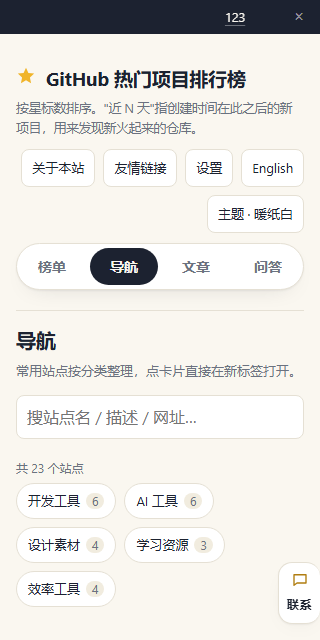 123 ×
GitHub 热门项目排行榜
按星标数排序。"近 N 天"指创建时间在此之后的新
项目，用来发现新火起来的仓库。
关于本站 友情链接 设置 English
主题 · 暖纸白
榜单 导航 文章 问答
导航
常用站点按分类整理，点卡片直接在新标签打开。
搜站点名 / 描述 / 网址...
共 23 个站点
开发工具 6 AI 工具 6
设计素材 4 学习资源 3
效率工具 4
联系